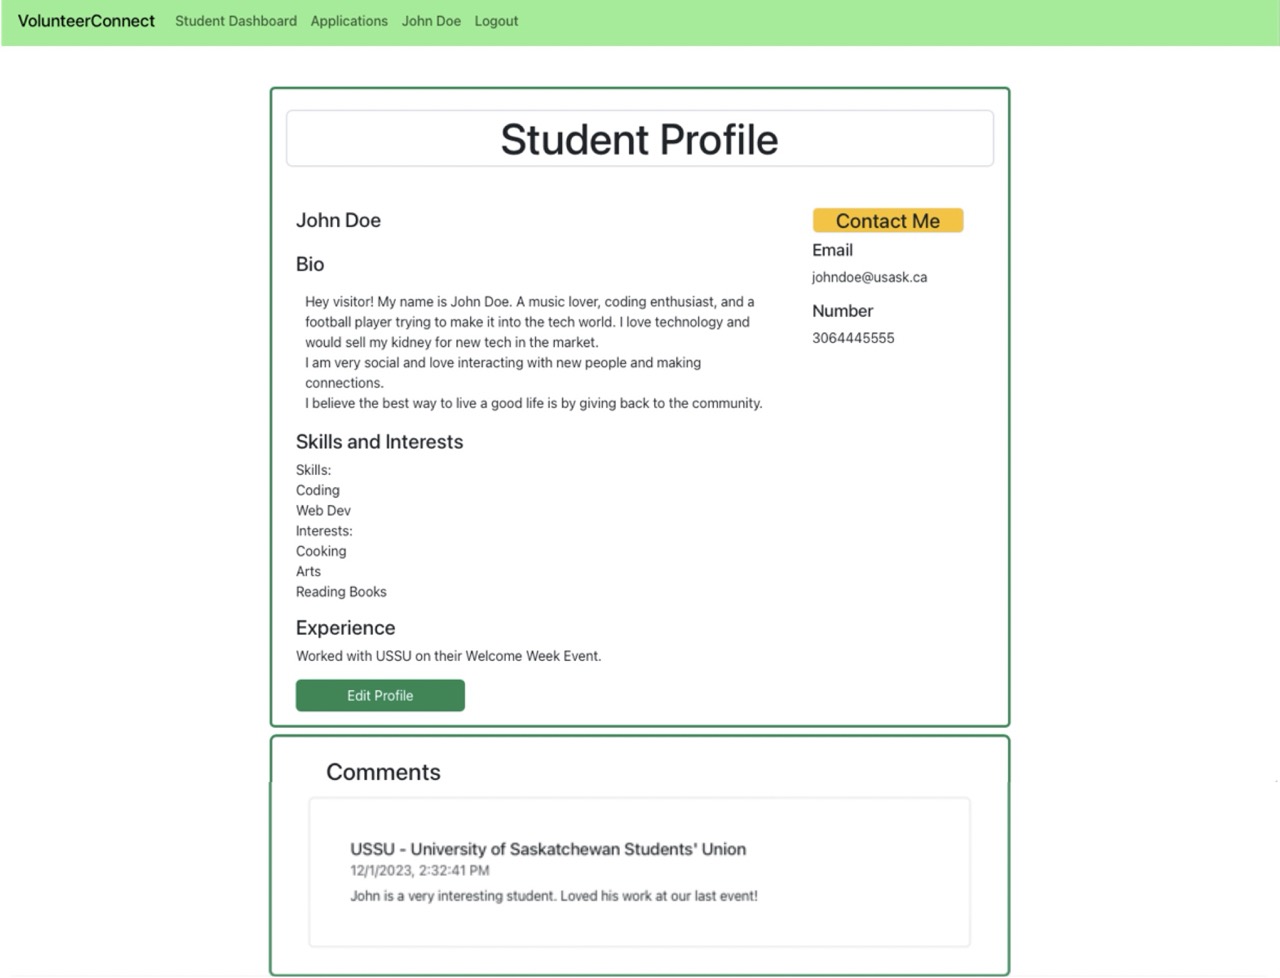 VolunteerConnect Student Dashboard Applications John Doe Logout
Student Profile
John Doe
Bio
Hey visitor! My name is John Doe. A music lover, coding enthusiast, and a
football player trying to make it into the tech world. I love technology and
would sell my kidney for new tech in the market.
I am very social and love interacting with new people and making
connections.
I believe the best way to live a good life is by giving back to the community.
Skills and Interests
Skills:
Coding
Web Dev
Interests:
Cooking
Arts
Reading Books
Experience
Worked with USSU on their Welcome Week Event.
Edit Profile
Contact Me
Email
johndoe@usask.ca
Number
3064445555
Comments
USSU - University of Saskatchewan Students' Union
12/1/2023, 2:32:41 PM
John is a very interesting student. Loved his work at our last event!